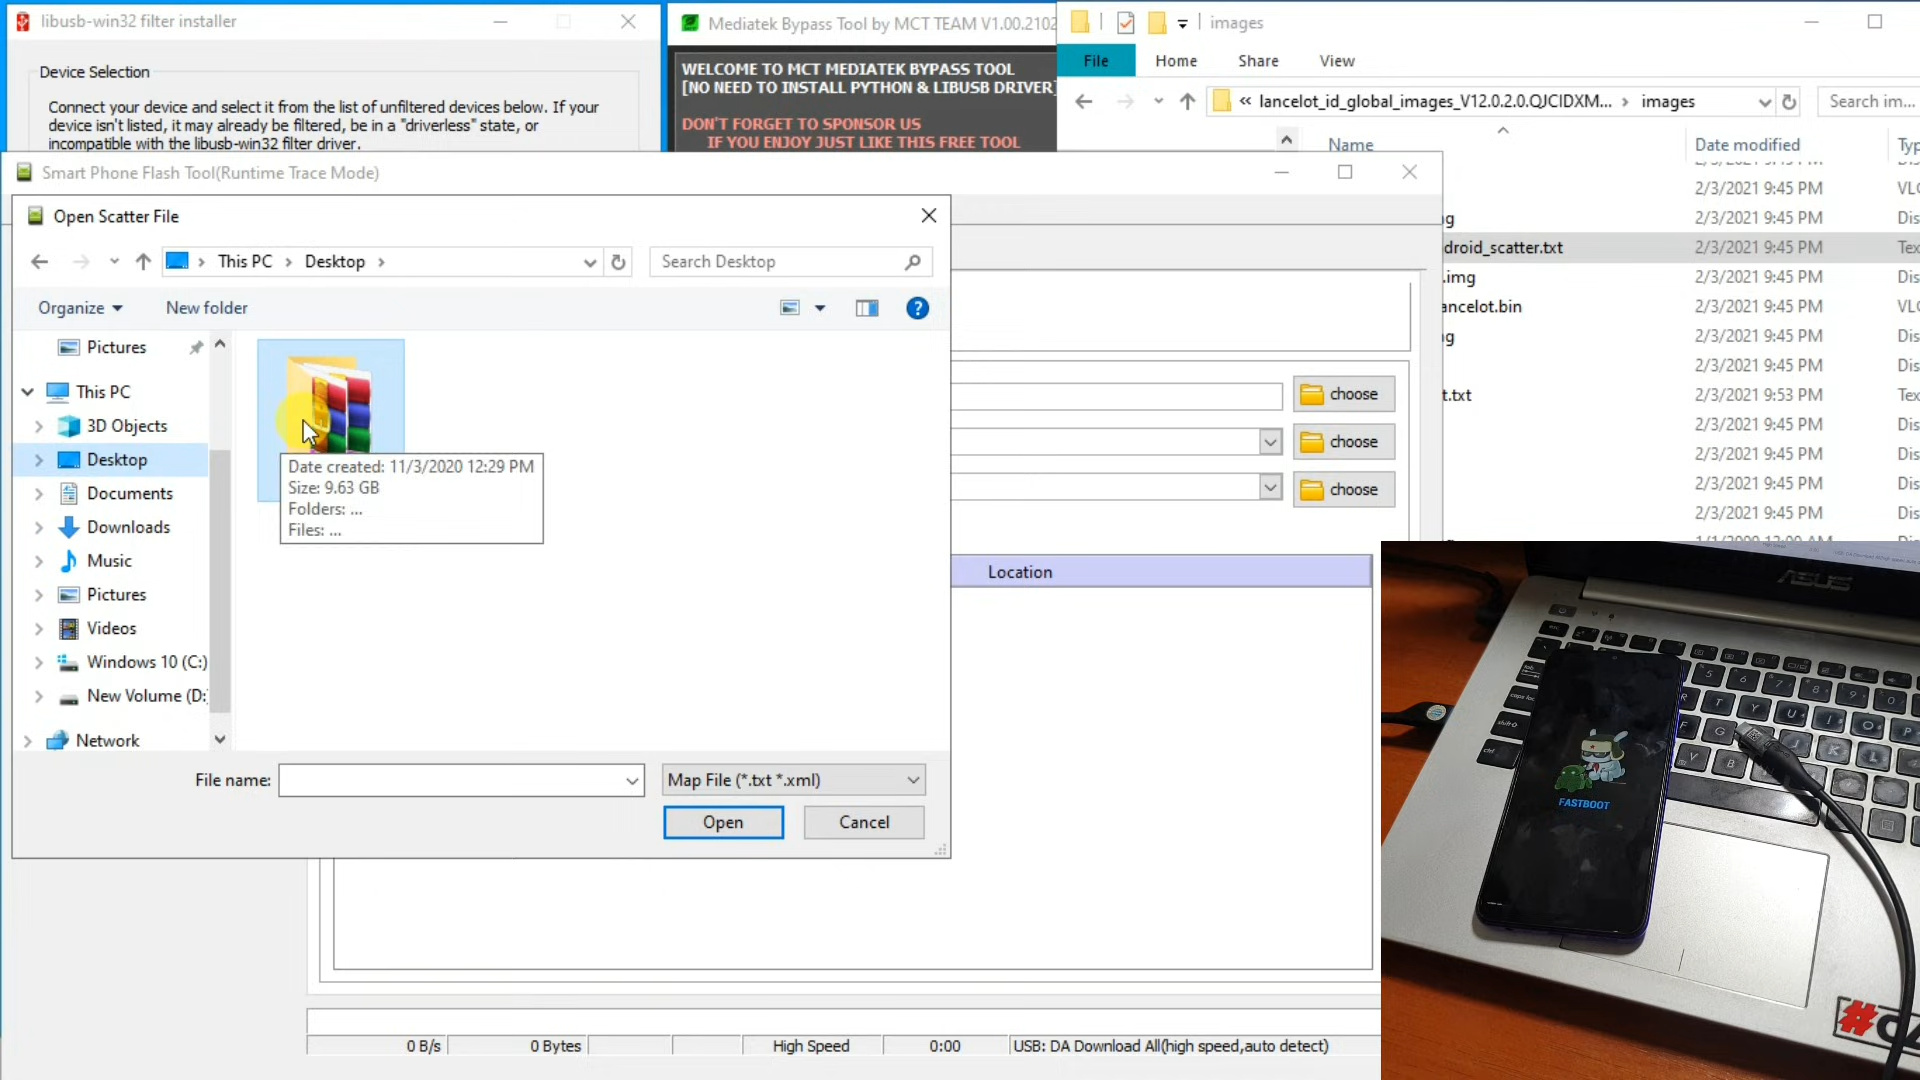 libusb-win32 filter installer
Device Selection
Connect your device and select it from the list of unfiltered devices below. If your
device isn't listed, it may already be filtered, be in a "driverless" state, or
incompatible with the libusb-win32 filter driver.
Mediatek Bypass Tool by MCT TEAM V1.00.2102
WELCOME TO MCT MEDIATEK BYPASS TOOL
[NO NEED TO INSTALL PYTHON & LIBUSB DRIVER]
DON'T FORGET TO SPONSOR US
IF YOU ENJOY JUST LIKE THIS FREE TOOL
images
File Home Share View
« lancelot_id_global_images_V12.0.2.0.QJCIDXM... › images
Search im...
Name Date modified Typ
2/3/2021 9:45 PM VLC
2/3/2021 9:45 PM Dis
droid_scatter.txt 2/3/2021 9:45 PM Tex
.img 2/3/2021 9:45 PM Dis
ancelot.bin 2/3/2021 9:45 PM VLC
2/3/2021 9:45 PM Dis
2/3/2021 9:45 PM Dis
t.txt 2/3/2021 9:53 PM Tex
2/3/2021 9:45 PM Dis
2/3/2021 9:45 PM Dis
2/3/2021 9:45 PM Dis
2/3/2021 9:45 PM Dis
Smart Phone Flash Tool(Runtime Trace Mode)
choose
choose
choose
Location
Open Scatter File
This PC › Desktop ›
Search Desktop
Organize New folder
Pictures
This PC
3D Objects
Desktop
Documents
Downloads
Music
Pictures
Videos
Windows 10 (C:)
New Volume (D:
Network
Date created: 11/3/2020 12:29 PM
Size: 9.63 GB
Folders: ...
Files: ...
File name:
Map File (*.txt *.xml)
Open Cancel
0 B/s 0 Bytes High Speed 0:00 USB: DA Download All(high speed,auto detect)
ASUS
FASTBOOT